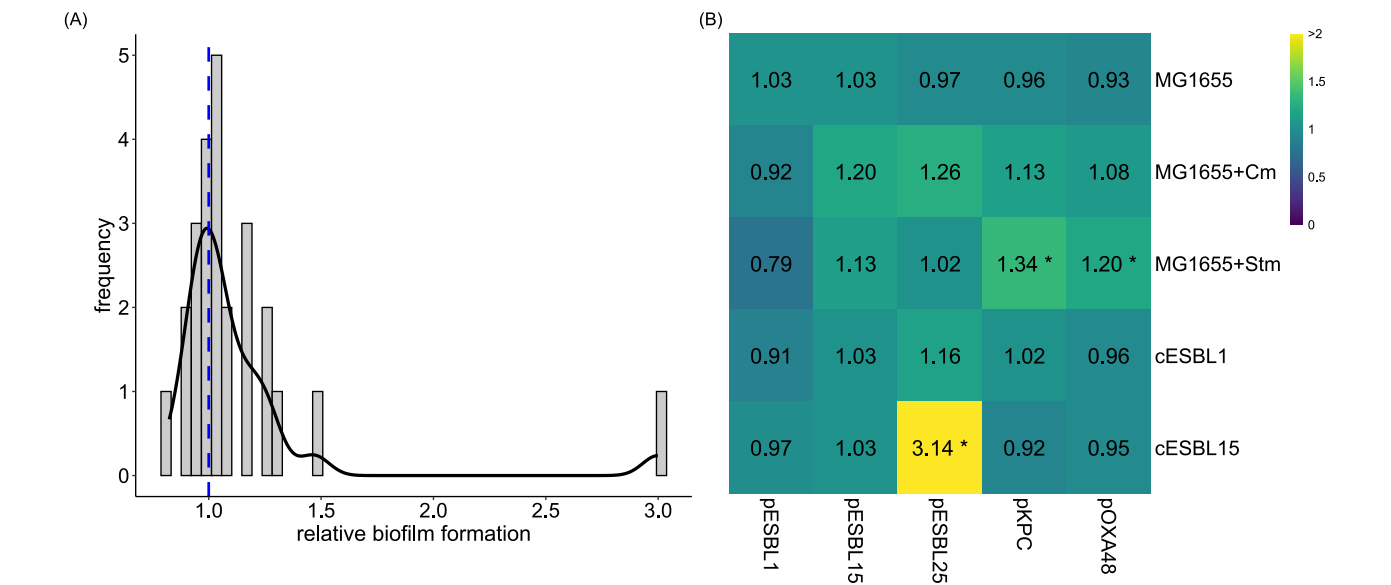 (A)
5
4
3
2
1
0
frequency
1.0 1.5 2.0 2.5 3.0
relative biofilm formation
(B)
1.03 1.03 0.97 0.96 0.93 MG1655
0.92 1.20 1.26 1.13 1.08 MG1655+Cm
0.79 1.13 1.02 1.34 * 1.20 * MG1655+Stm
0.91 1.03 1.16 1.02 0.96 cESBL1
0.97 1.03 3.14 * 0.92 0.95 cESBL15
pESBL1
pESBL15
pESBL25
pKPC
pOXA48
>2
1.5
1
0.5
0